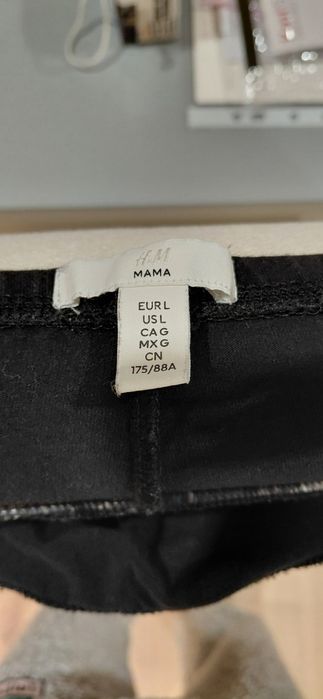 H&M
MAMA
EUR L
US L
CA G
MX G
CN
175/88A